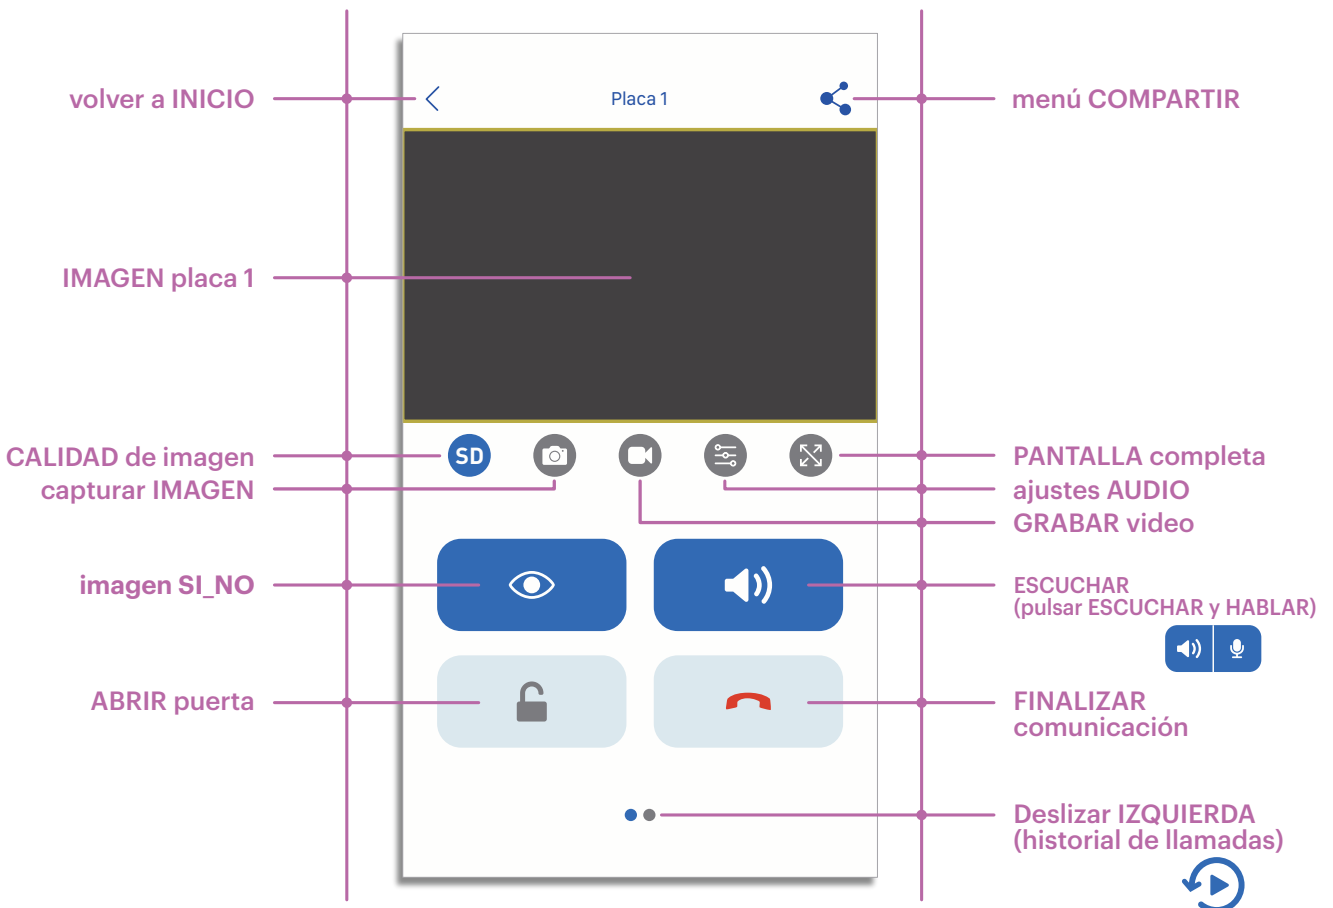 volver a INICIO
Placa 1
menú COMPARTIR
IMAGEN placa 1
CALIDAD de imagen
capturar IMAGEN
SD
PANTALLA completa
ajustes AUDIO
GRABAR video
imagen SI_NO
ESCUCHAR
(pulsar ESCUCHAR y HABLAR)
ABRIR puerta
FINALIZAR
comunicación
Deslizar IZQUIERDA
(historial de llamadas)